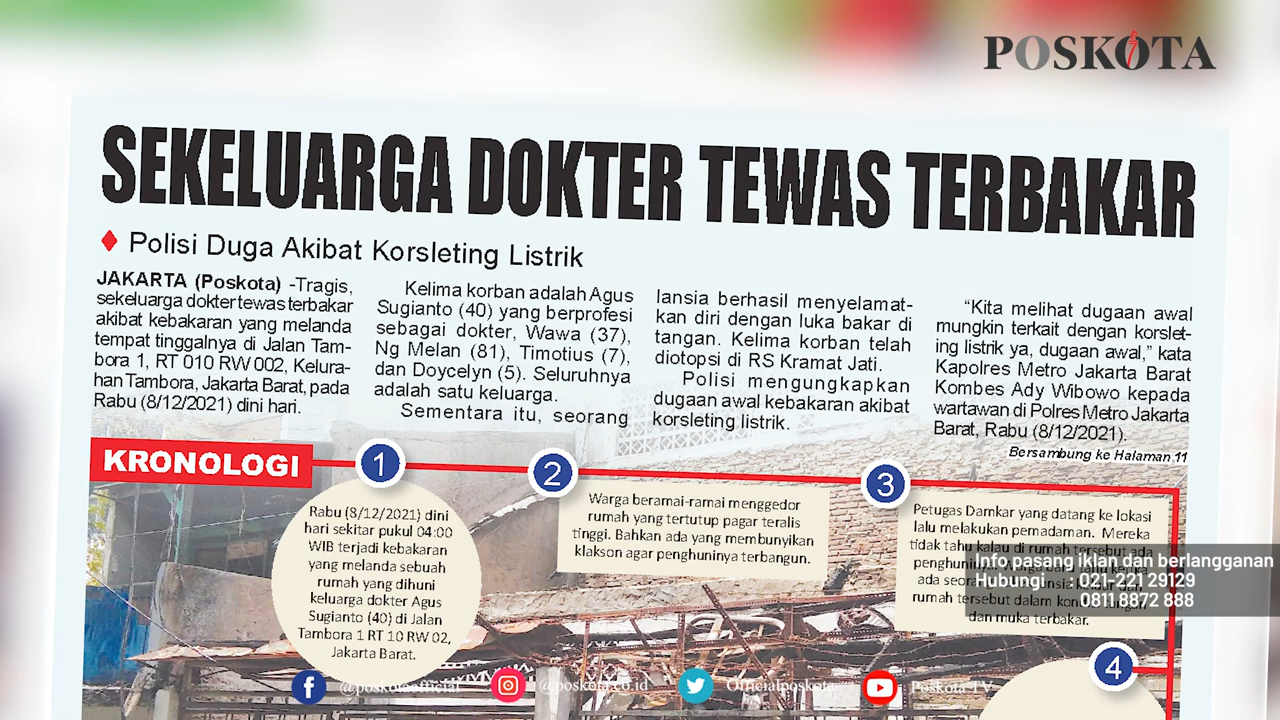 POSKOTA
SEKELUARGA DOKTER TEWAS TERBAKAR
Polisi Duga Akibat Korsleting Listrik
JAKARTA (Poskota) -Tragis,
sekeluarga dokter tewas terbakar
akibat kebakaran yang melanda
tempat tinggalnya di Jalan Tam-
bora 1, RT 010 RW 002, Kelura-
han Tambora, Jakarta Barat, pada
Rabu (8/12/2021) dini hari.
Kelima korban adalah Agus
Sugianto (40) yang berprofesi
sebagai dokter, Wawa (37),
Ng Melan (81), Timotius (7),
dan Doycelyn (5). Seluruhnya
adalah satu keluarga.
Sementara itu, seorang
lansia berhasil menyelamat-
kan diri dengan luka bakar di
tangan. Kelima korban telah
diotopsi di RS Kramat Jati.
Polisi mengungkapkan
dugaan awal kebakaran akibat
korsleting listrik.
“Kita melihat dugaan awal
mungkin terkait dengan korslet-
ing listrik ya, dugaan awal,” kata
Kapolres Metro Jakarta Barat
Kombes Ady Wibowo kepada
wartawan di Polres Metro Jakarta
Barat, Rabu (8/12/2021).
Bersambung ke Halaman 11
KRONOLOGI
1
Rabu (8/12/2021) dini
hari sekitar pukul 04:00
WIB terjadi kebakaran
yang melanda sebuah
rumah yang dihuni
keluarga dokter Agus
Sugianto (40) di Jalan
Tambora 1 RT 10 RW 02,
Jakarta Barat.
2
Warga beramai-ramai menggedor
rumah yang tertutup pagar teralis
tinggi. Bahkan ada yang membunyikan
klakson agar penghuninya terbangun.
3
Petugas Damkar yang datang ke lokasi
lalu melakukan pemadaman. Mereka
tidak tahu kalau di rumah tersebut ada
ada
rumah tersebut dalam
dan muka terbakar.
4
Info pasang iklan dan berlangganan
Hubungi : 021-221 29129
0811 8872 888
@poskotaofficial
@poskota.co.id
Officialposkota
Poskota TV